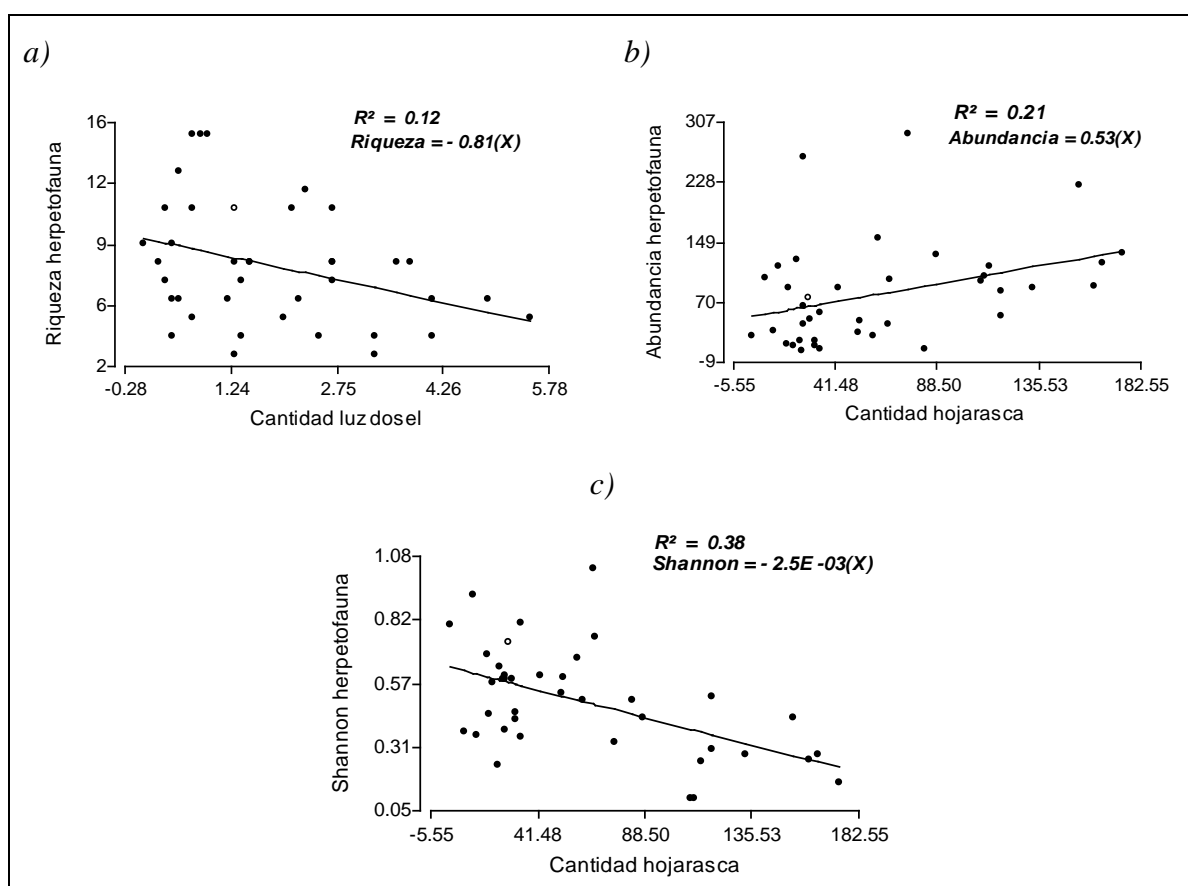 a)
R² = 0.12
Riqueza = - 0.81(X)
Riqueza herpetofauna
16
12
9
6
2
-0.28 1.24 2.75 4.26 5.78
Cantidad luz dosel
b)
R² = 0.21
Abundancia = 0.53(X)
Abundancia herpetofauna
307
228
149
70
-9
-5.55 41.48 88.50 135.53 182.55
Cantidad hojarasca
c)
R² = 0.38
Shannon = - 2.5E -03(X)
Shannon herpetofauna
1.08
0.82
0.57
0.31
0.05
-5.55 41.48 88.50 135.53 182.55
Cantidad hojarasca